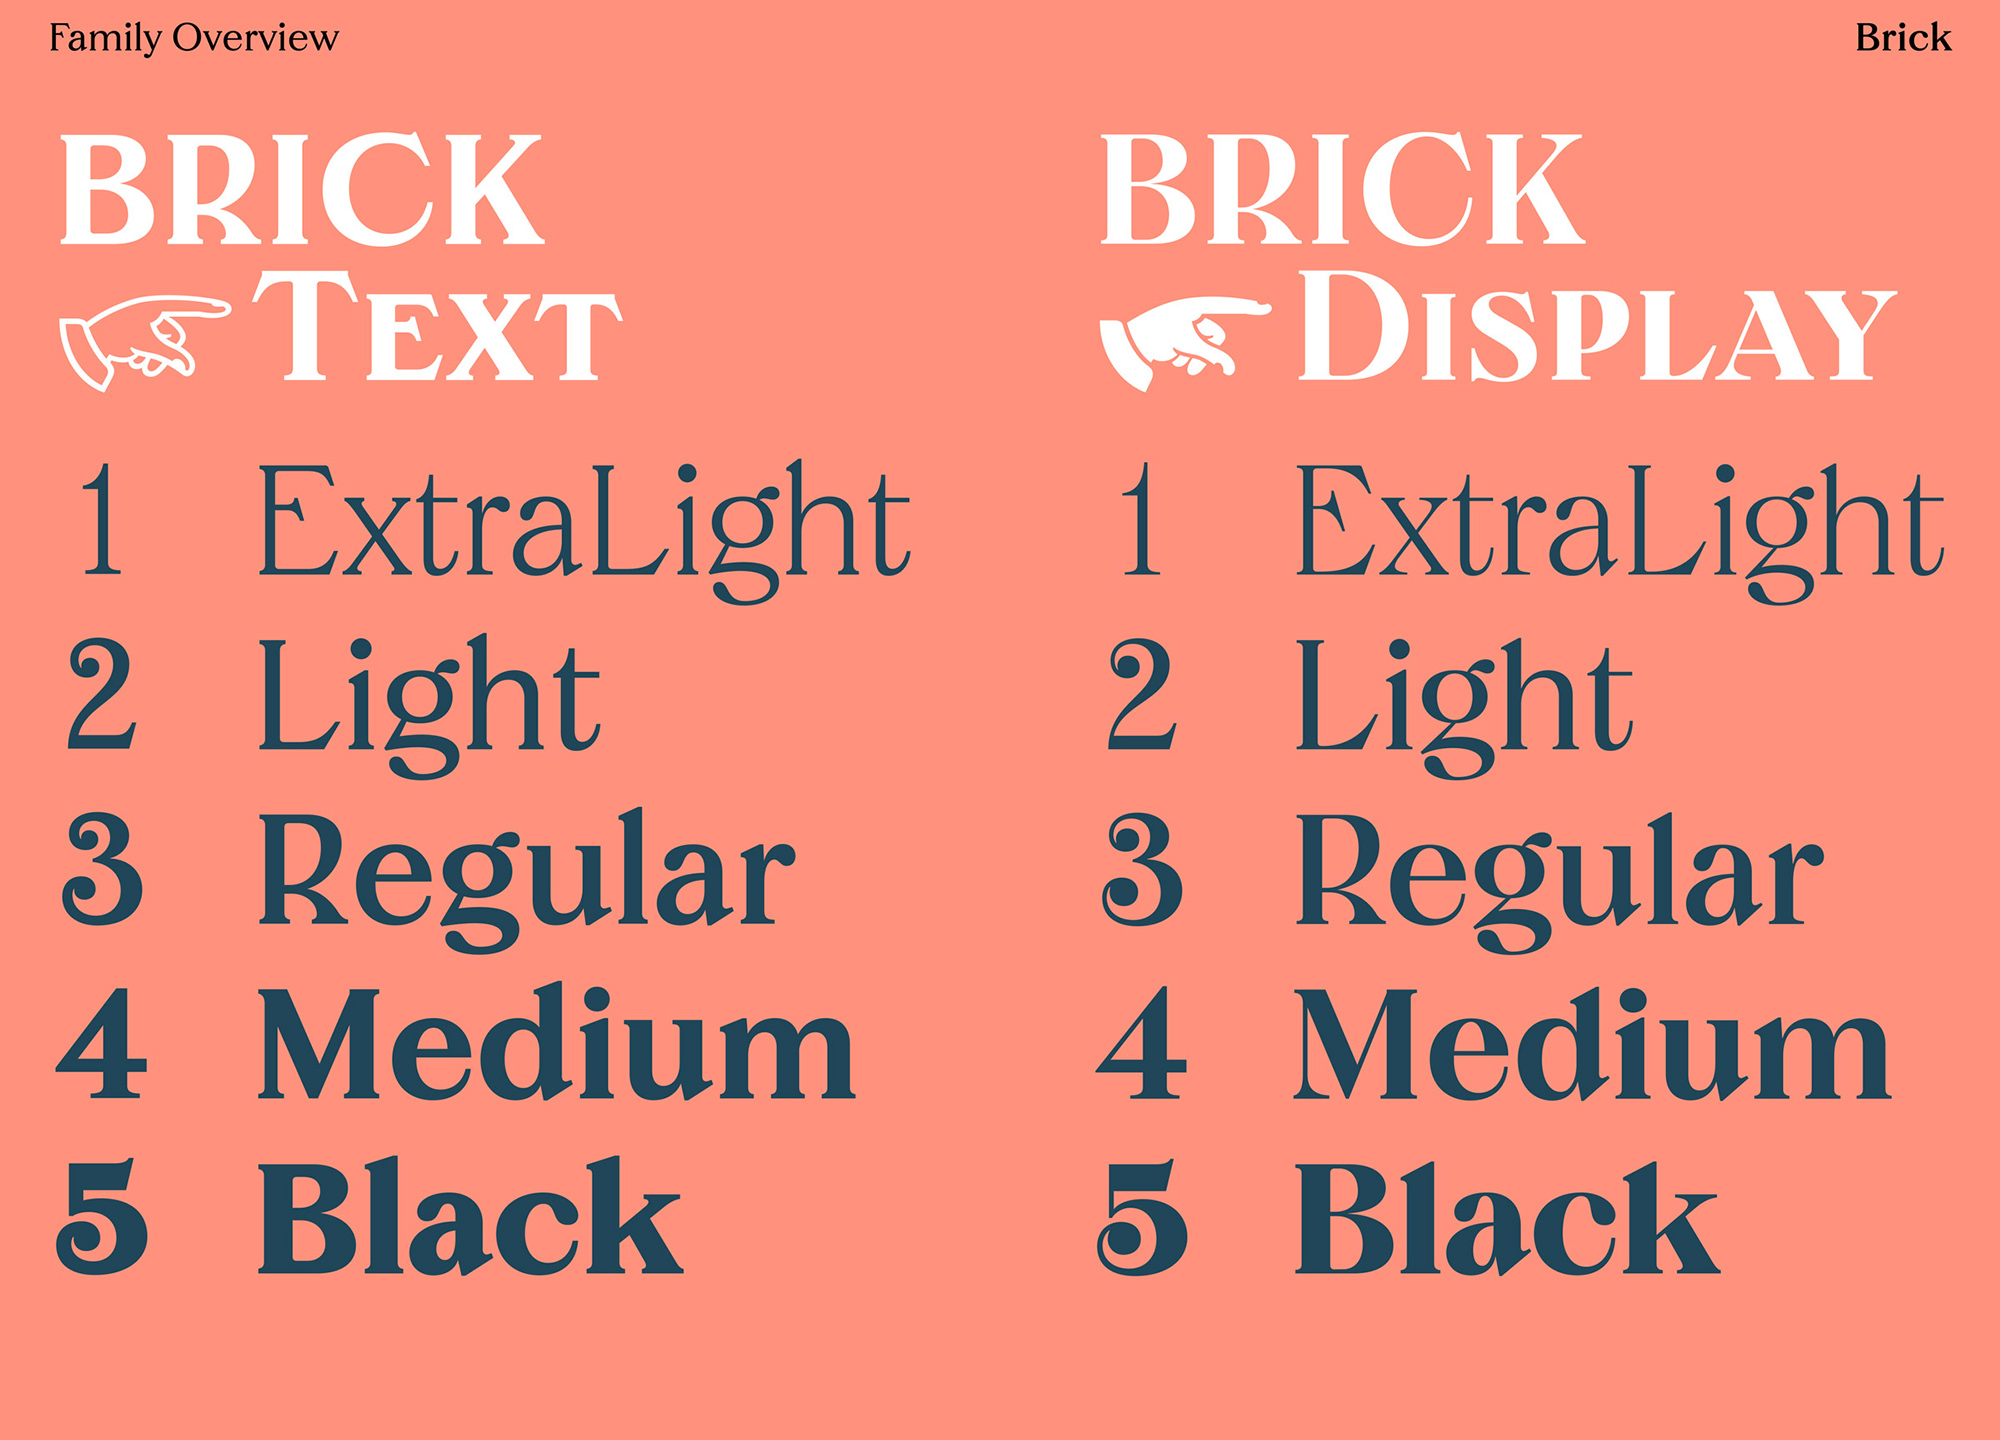 Family Overview
Brick
BRICK
TEXT
1 ExtraLight
2 Light
3 Regular
4 Medium
5 Black
BRICK
DISPLAY
1 ExtraLight
2 Light
3 Regular
4 Medium
5 Black